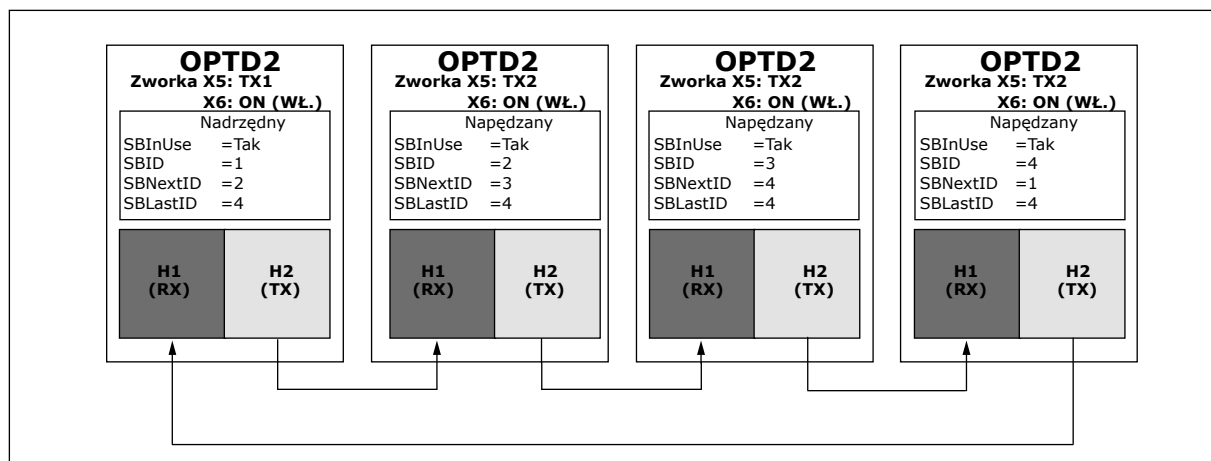 OPTD2
Zworka X5: TX1
X6: ON (WŁ.)
Nadrzędny
SBInUse =Tak
SBID =1
SBNextID =2
SBLastID =4
H1
(RX)
H2
(TX)
OPTD2
Zworka X5: TX2
X6: ON (WŁ.)
Napędzany
SBInUse =Tak
SBID =2
SBNextID =3
SBLastID =4
H1
(RX)
H2
(TX)
OPTD2
Zworka X5: TX2
X6: ON (WŁ.)
Napędzany
SBInUse =Tak
SBID =3
SBNextID =4
SBLastID =4
H1
(RX)
H2
(TX)
OPTD2
Zworka X5: TX2
X6: ON (WŁ.)
Napędzany
SBInUse =Tak
SBID =4
SBNextID =1
SBLastID =4
H1
(RX)
H2
(TX)